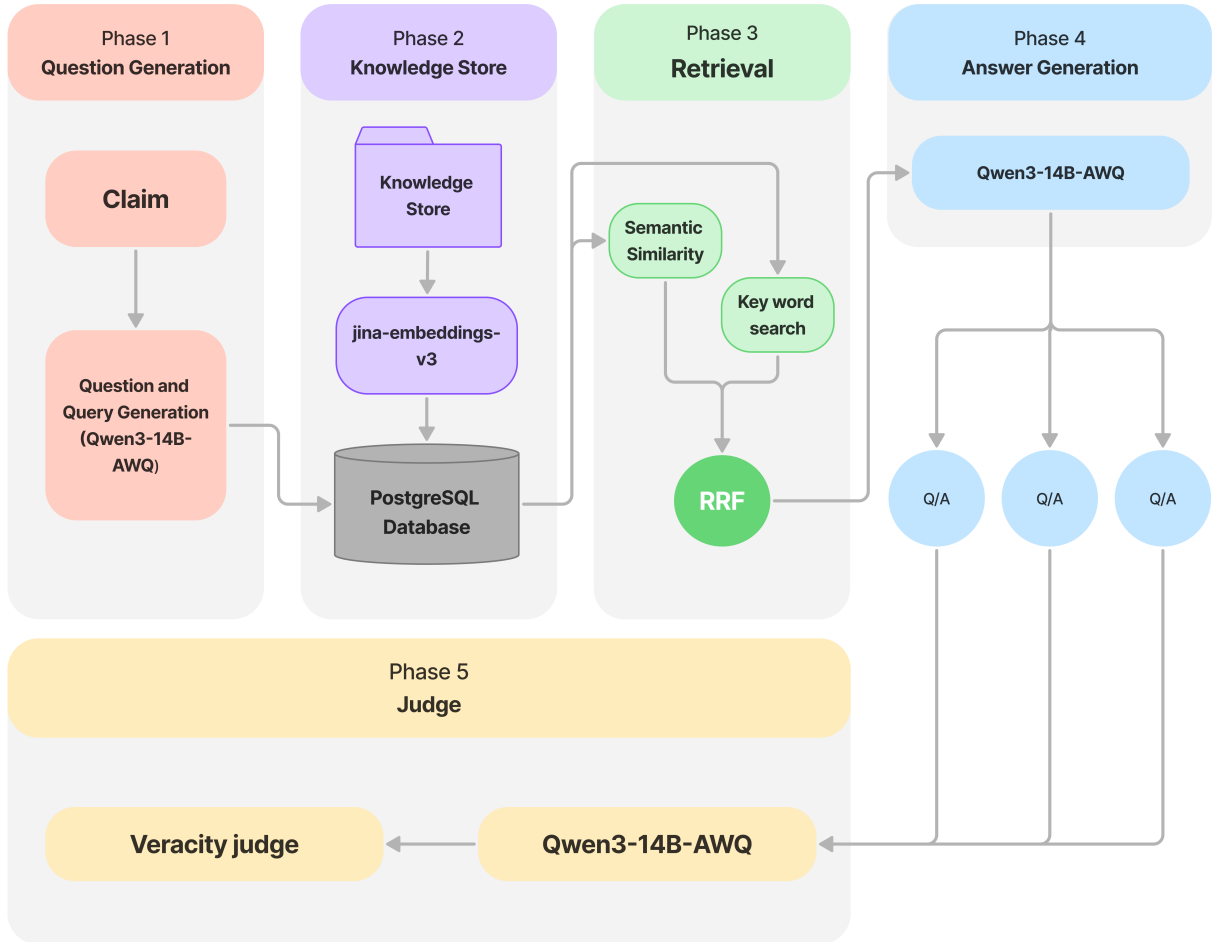 Phase 1
Question Generation
Claim
Question and
Query Generation
(Qwen3-14B-
AWQ)
Phase 2
Knowledge Store
Knowledge
Store
jina-embeddings-
v3
PostgreSQL
Database
Phase 3
Retrieval
Semantic
Similarity
Key word
search
RRF
Phase 4
Answer Generation
Qwen3-14B-AWQ
Q/A
Q/A
Q/A
Phase 5
Judge
Veracity judge
Qwen3-14B-AWQ